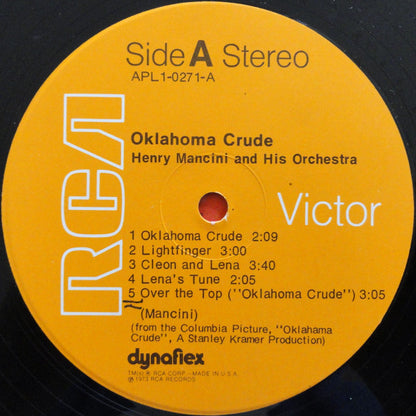 Side A Stereo
APL1-0271-A
RCA
Oklahoma Crude
Henry Mancini and His Orchestra
Victor
1 Oklahoma Crude 2:09
2 Lightfinger 3:00
3 Cleon and Lena 3:40
4 Lena's Tune 2:05
5 Over the Top (''Oklahoma Crude'') 3:05
(Mancini)
(from the Columbia Picture, ''Oklahama
Crude'', A Stanley Kramer Production)
dynaflex
TM(s) ® RCA CORP.-MADE IN U.S.A.
℗ 1973 RCA RECORDS